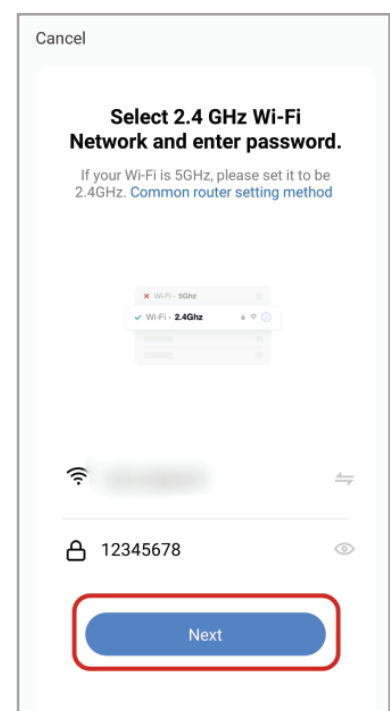 Cancel
Select 2.4 GHz Wi-Fi
Network and enter password.
If your Wi-Fi is 5GHz, please set it to be
2.4GHz. Common router setting method
Wi-Fi - 5Ghz
Wi-Fi - 2.4Ghz
12345678
Next